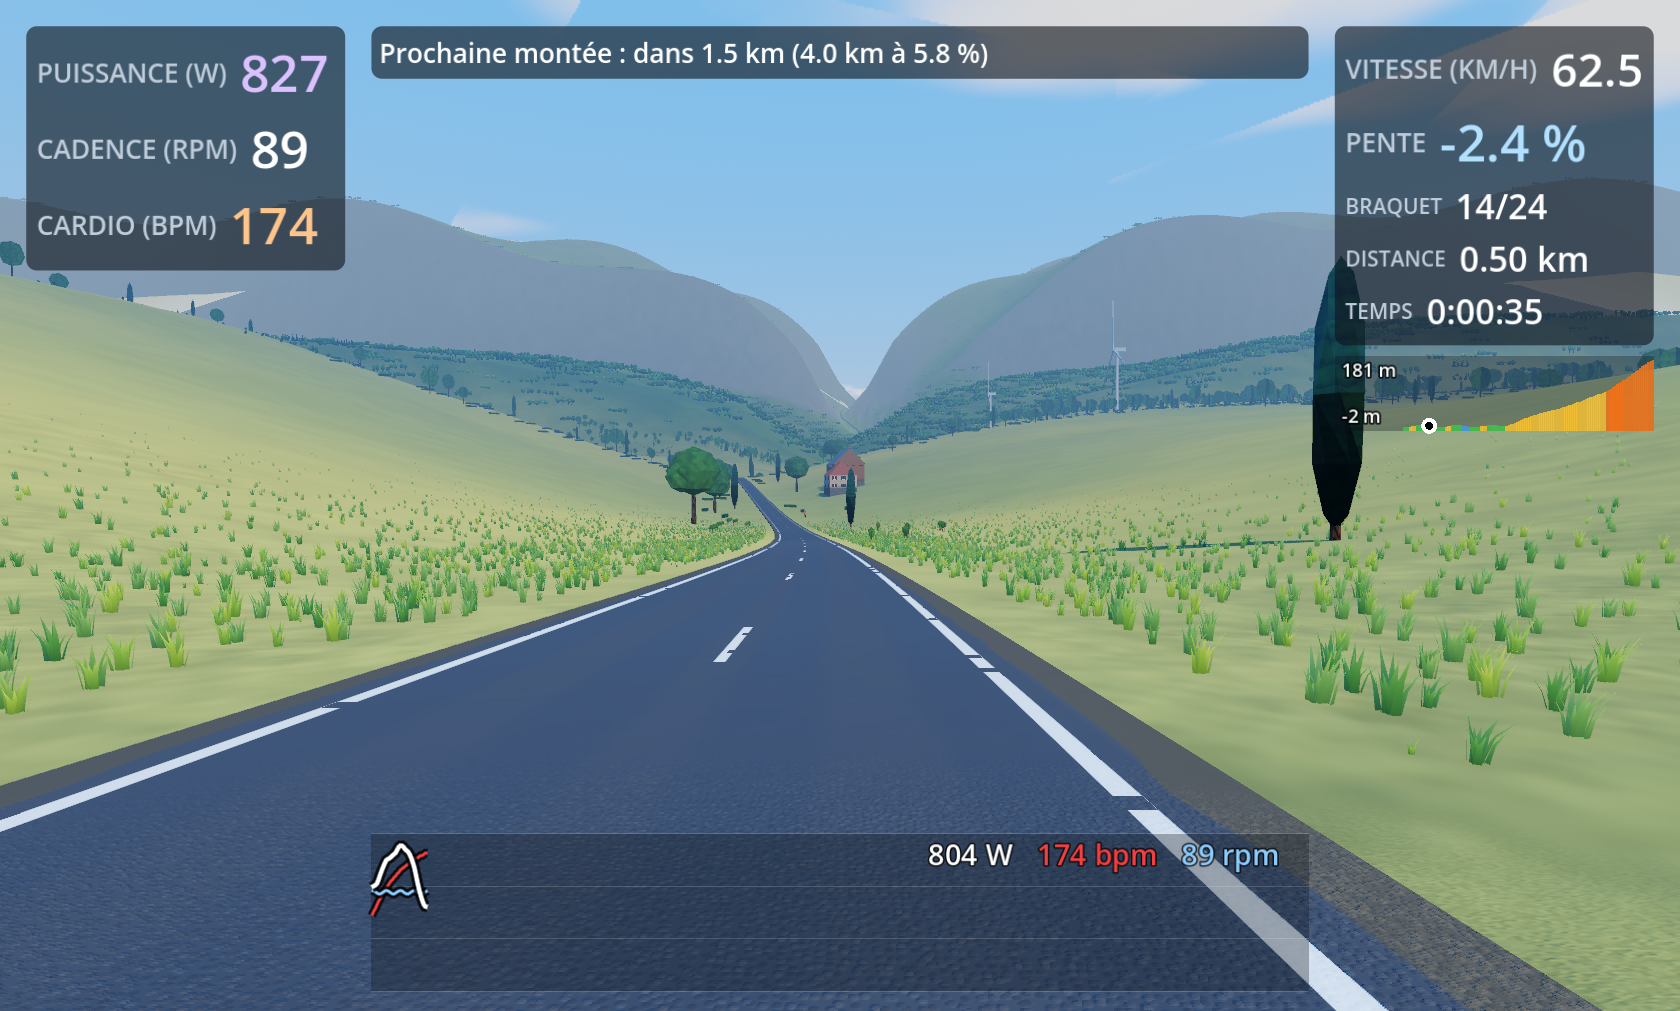 PUISSANCE (W) 827
CADENCE (RPM) 89
CARDIO (BPM) 174
Prochaine montée : dans 1.5 km (4.0 km à 5.8 %)
VITESSE (KM/H) 62.5
PENTE -2.4 %
BRAQUET 14/24
DISTANCE 0.50 km
TEMPS 0:00:35
181 m
-2 m
804 W 174 bpm 89 rpm